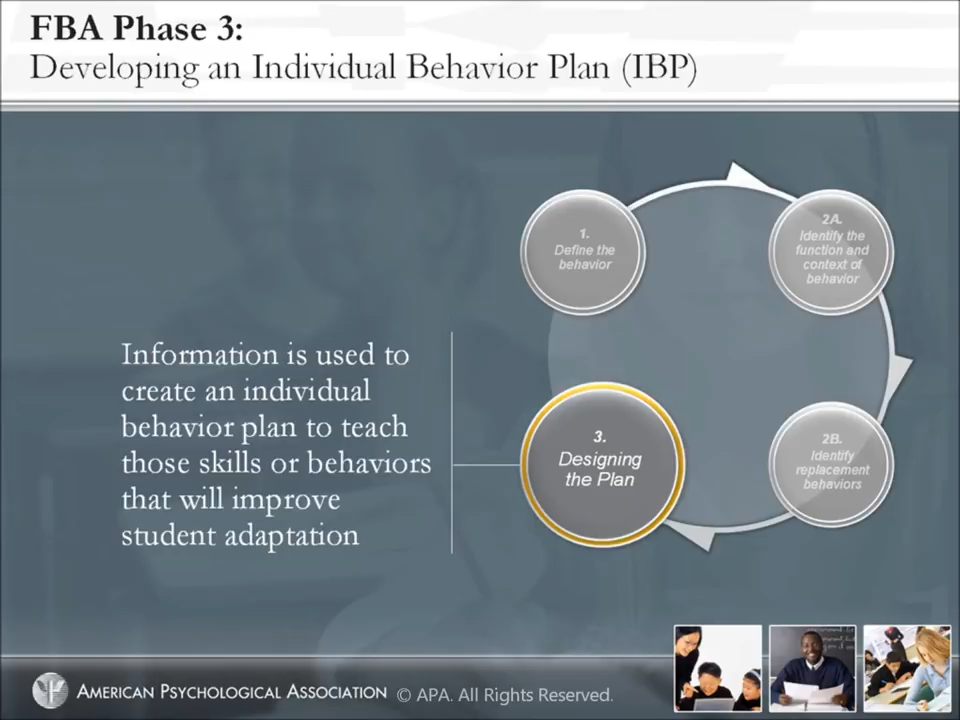 FBA Phase 3:
Developing an Individual Behavior Plan (IBP)
1.
Define the
behavior
2A.
Identify the
function and
context of
behavior
Information is used to
create an individual
behavior plan to teach
those skills or behaviors
that will improve
student adaptation
3.
Designing
the Plan
2B.
Identify
replacement
behaviors
AMERICAN PSYCHOLOGICAL ASSOCIATION © APA. All Rights Reserved.